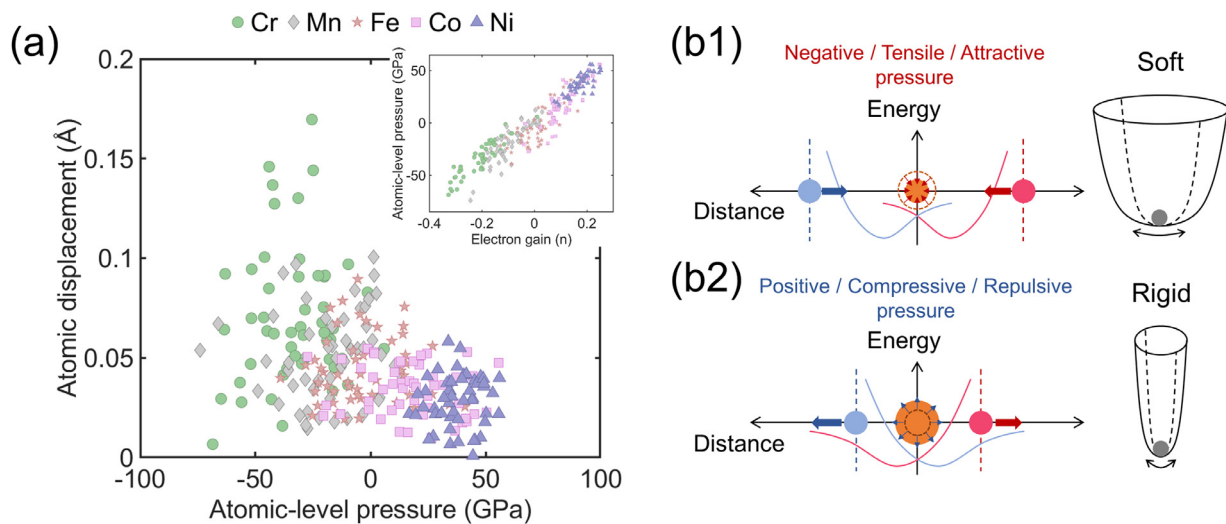 (a)
Cr Mn Fe Co Ni
Atomic displacement (Å)
0.2
0.15
0.1
0.05
0
-100 -50 0 50 100
Atomic-level pressure (GPa)
Atomic-level pressure (GPa)
50
0
-50
-0.4 -0.2 0 0.2
Electron gain (n)
(b1)
Negative / Tensile / Attractive
pressure
Energy
Distance
Soft
(b2)
Positive / Compressive / Repulsive
pressure
Energy
Distance
Rigid